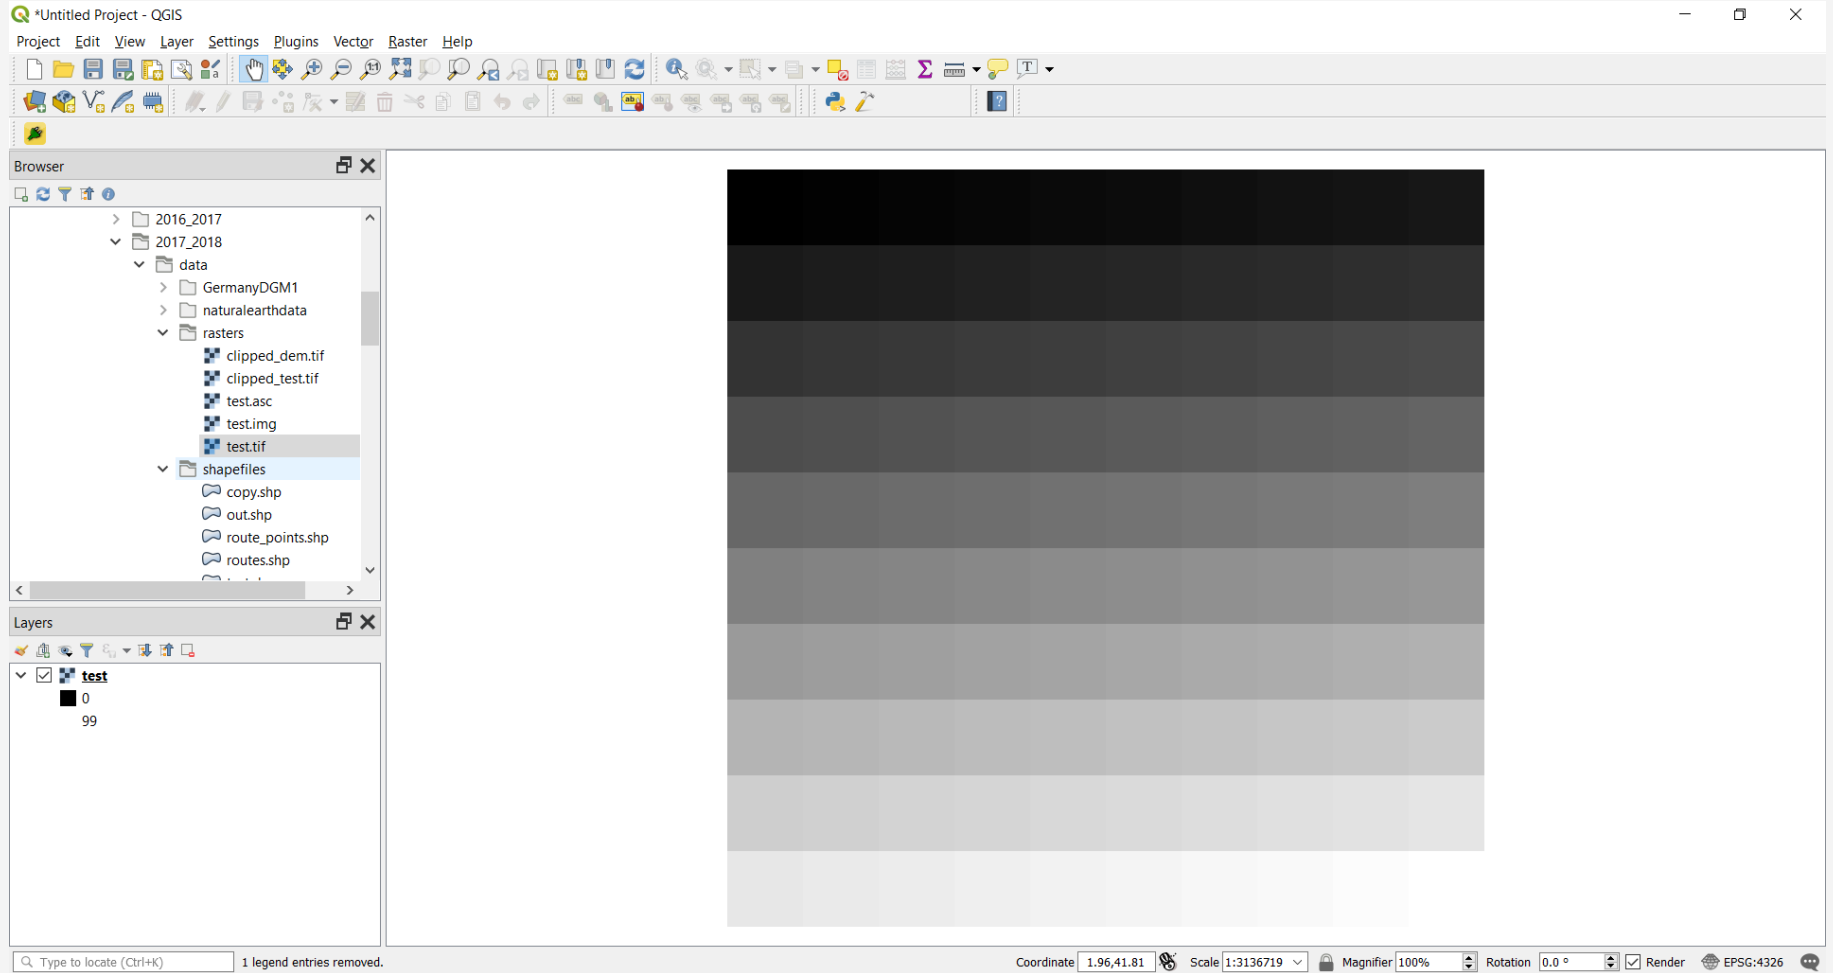 *Untitled Project - QGIS
Project Edit View Layer Settings Plugins Vector Raster Help
Browser
2016_2017
2017_2018
data
GermanyDGM1
naturalearthdata
rasters
clipped_dem.tif
clipped_test.tif
test.asc
test.img
test.tif
shapefiles
copy.shp
out.shp
route_points.shp
routes.shp
Layers
test
0
99
Type to locate (Ctrl+K) 1 legend entries removed. Coordinate 1.96,41.81 Scale 1:3136719 Magnifier 100% Rotation 0.0 ° Render EPSG:4326